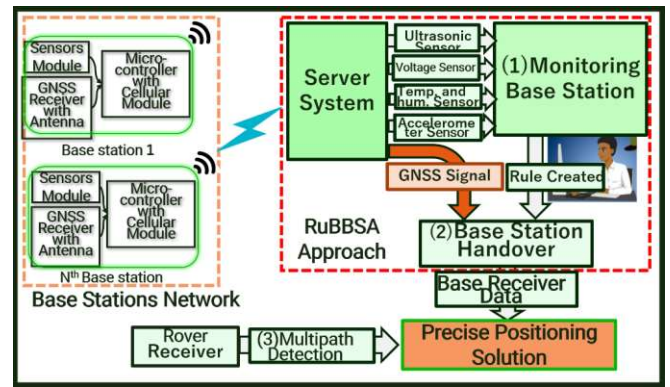 Sensors
Module
Micro-
controller
with
Cellular
Module
GNSS
Receiver
with
Antenna
Base station 1
Sensors
Module
Micro-
controller
with
Cellular
Module
GNSS
Receiver
with
Antenna
Nth Base station
Base Stations Network
Server
System
Ultrasonic
Sensor
Voltage Sensor
Temp. and
hum. Sensor
Accelerome
ter Sensor
(1)Monitoring
Base Station
GNSS Signal
Rule Created
RuBBSA
Approach
(2)Base Station
Handover
Base Receiver
Data
Rover
Receiver
(3)Multipath
Detection
Precise Positioning
Solution